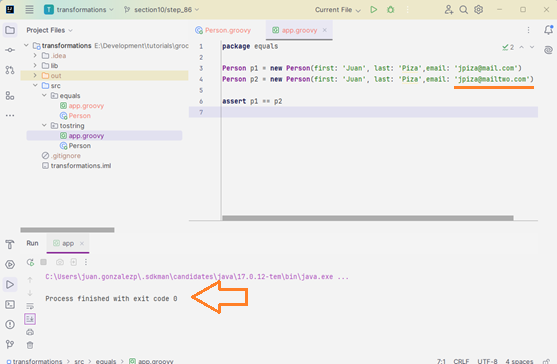 transformations
section10/step_86
Current File
Project Files
Person.groovy
app.groovy
transformations E:\Development\tutorials\groc
.idea
lib
out
src
equals
app.groovy
Person
tostring
app.groovy
Person
.gitignore
transformations.iml
1 package equals
2
3 Person p1 = new Person(first: 'Juan', last: 'Piza',email: 'jpiza@mail.com')
4 Person p2 = new Person(first: 'Juan', last: 'Piza',email: 'jpiza@mailtwo.com')
5
6 assert p1 == p2
7
2
Run
app
C:\Users\juan.gonzalezp\.sdkman\candidates\java\17.0.12-tem\bin\java.exe ...
Process finished with exit code 0
transformations > src > equals > app.groovy
7:1 CRLF UTF-8 4 spaces